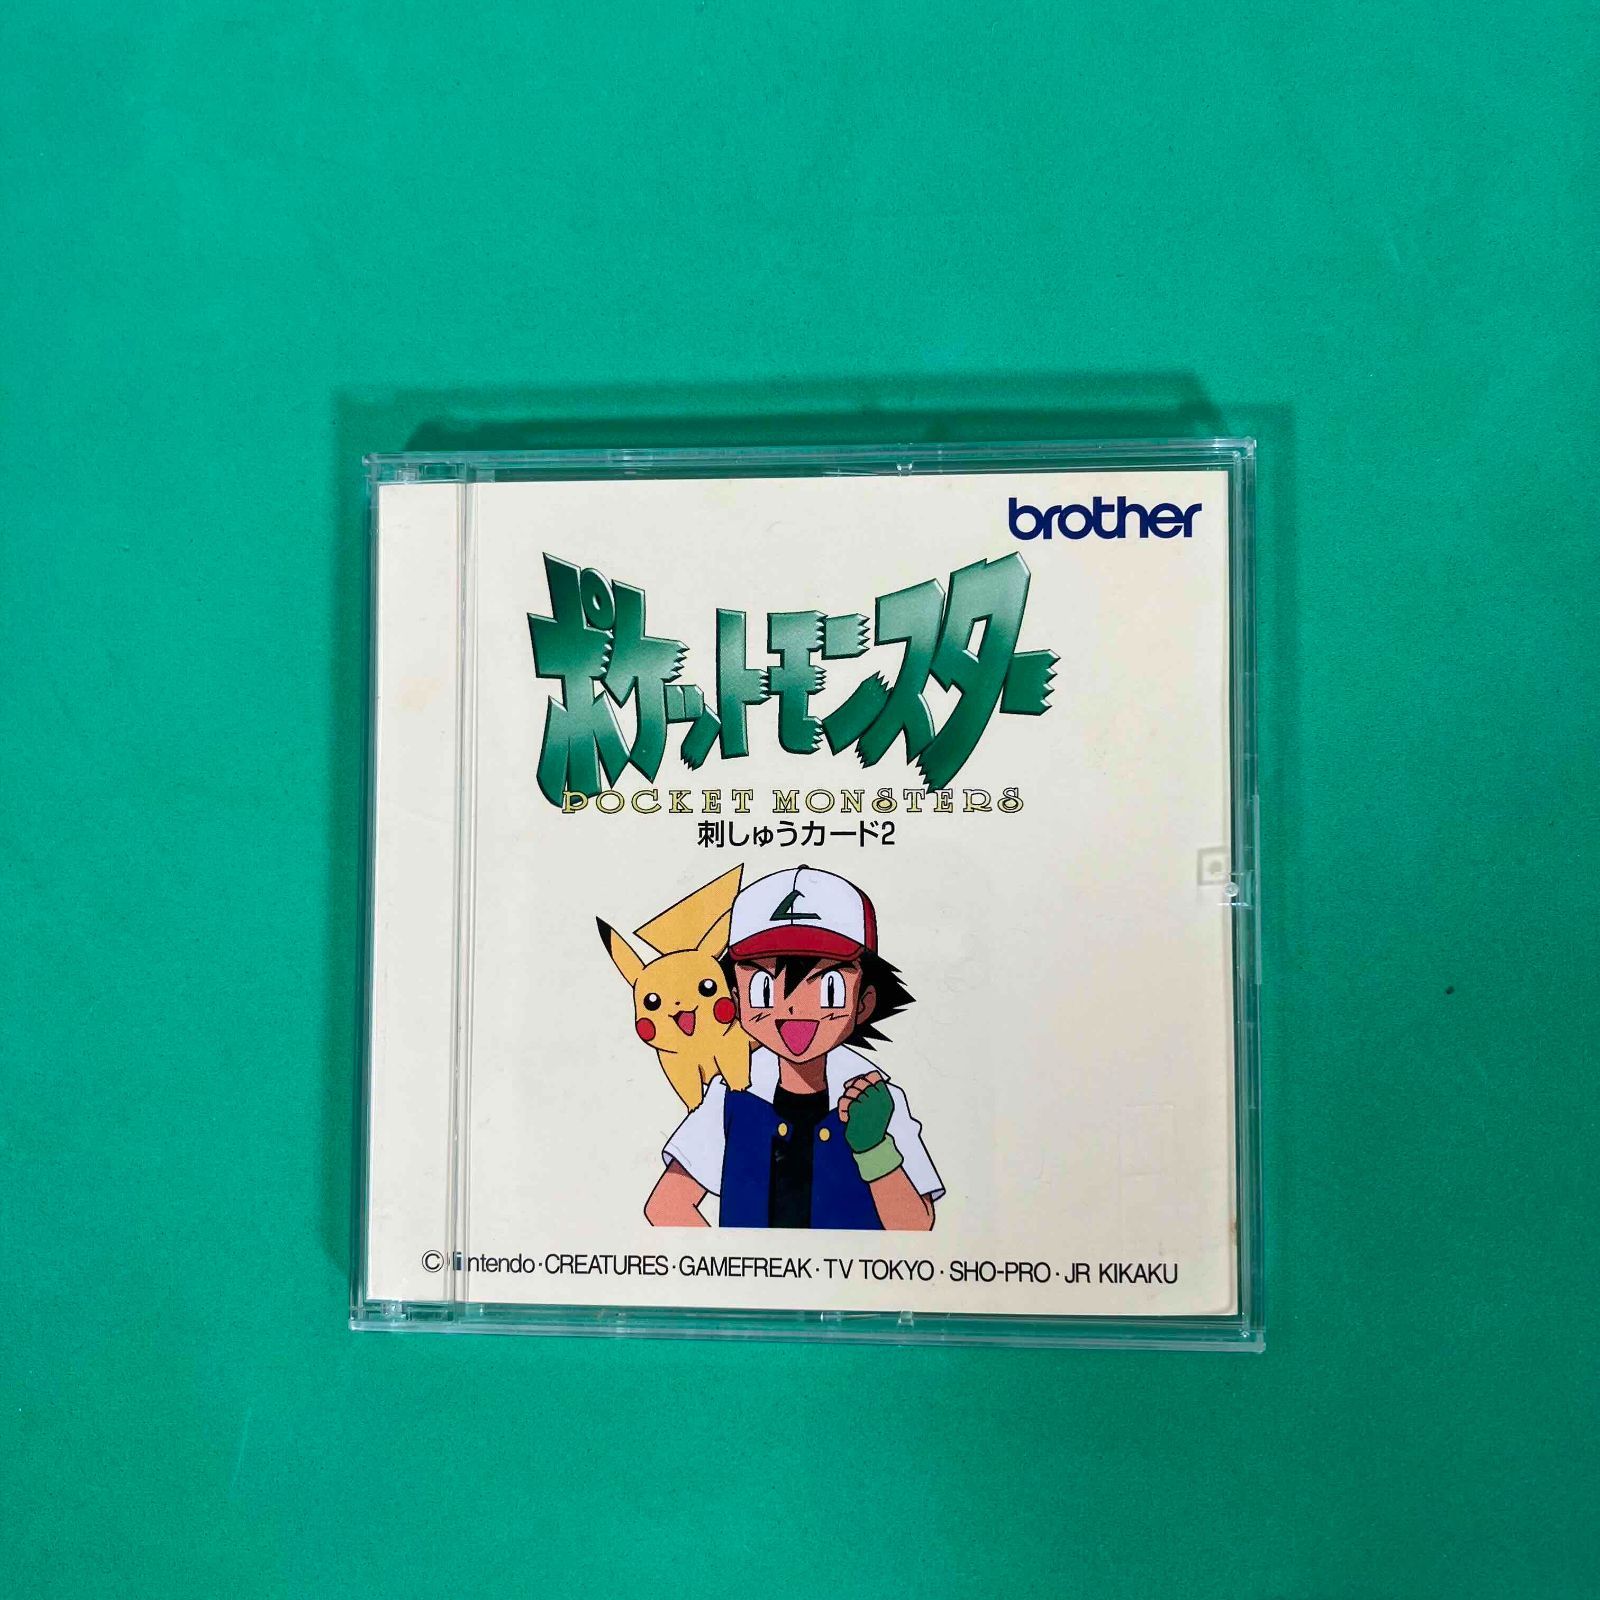 brother
ポケットモンスター
POCKET MONSTERS
刺しゅうカード2
©Nintendo・CREATURES・GAMEFREAK・TV TOKYO・SHO-PRO・JR KIKAKU